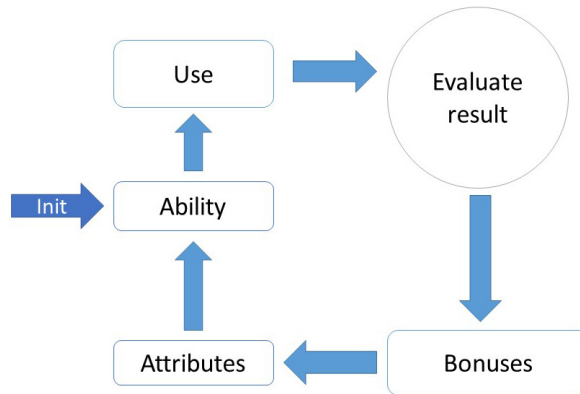 Use
Evaluate
result
Init
Ability
Attributes
Bonuses